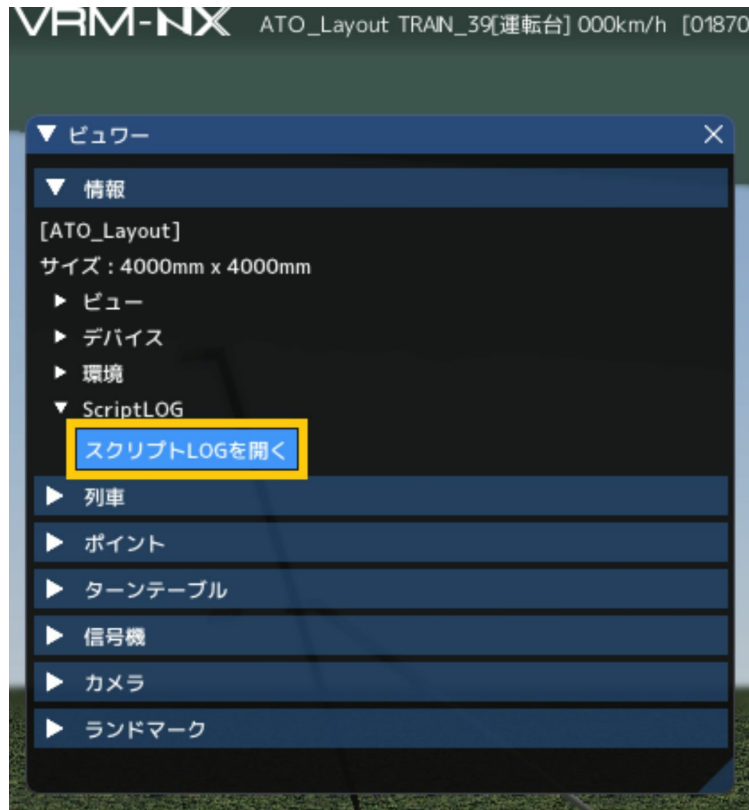 VRM-NX ATO_Layout TRAIN_39[運転台] 000km/h [01870
ビュワー
情報
[ATO_Layout]
サイズ : 4000mm x 4000mm
ビュー
デバイス
環境
ScriptLOG
スクリプトLOGを開く
列車
ポイント
ターンテーブル
信号機
カメラ
ランドマーク